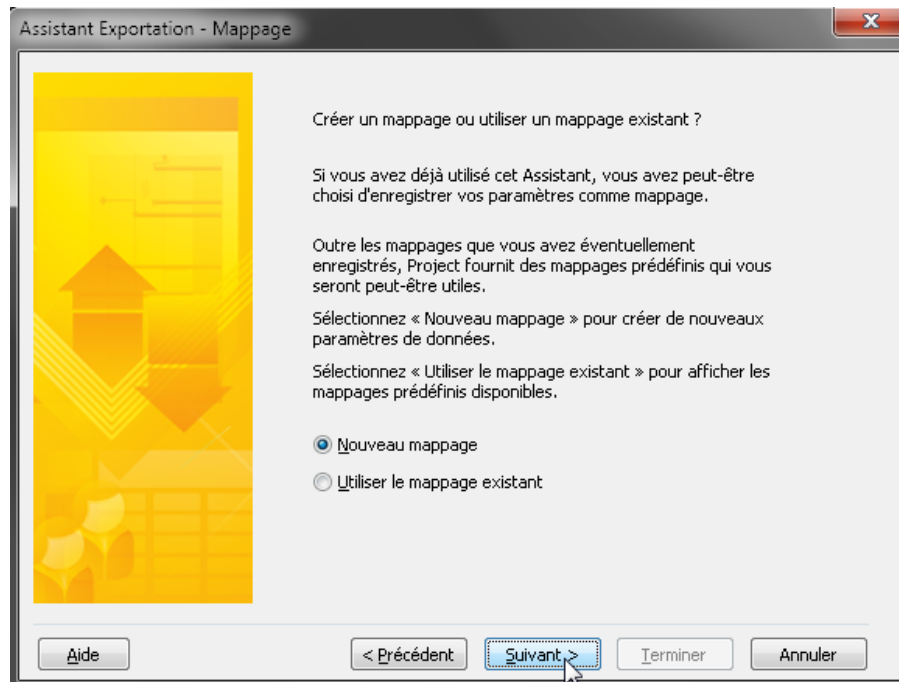 Assistant Exportation - Mappage
Créer un mappage ou utiliser un mappage existant ?
Si vous avez déjà utilisé cet Assistant, vous avez peut-être
choisi d'enregistrer vos paramètres comme mappage.
Outre les mappages que vous avez éventuellement
enregistrés, Project fournit des mappages prédéfinis qui vous
seront peut-être utiles.
Sélectionnez « Nouveau mappage » pour créer de nouveaux
paramètres de données.
Sélectionnez « Utiliser le mappage existant » pour afficher les
mappages prédéfinis disponibles.
Nouveau mappage
Utiliser le mappage existant
Aide
< Précédent
Suivant >
Terminer
Annuler